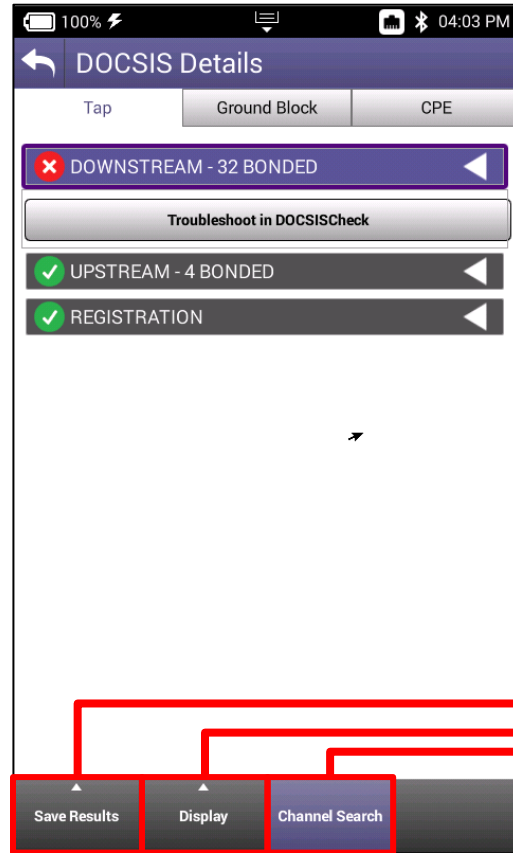 100% 04:03 PM
DOCSIS Details
Tap Ground Block CPE
DOWNSTREAM - 32 BONDED
Troubleshoot in DOCSISCheck
UPSTREAM - 4 BONDED
REGISTRATION
Save Results Display Channel Search